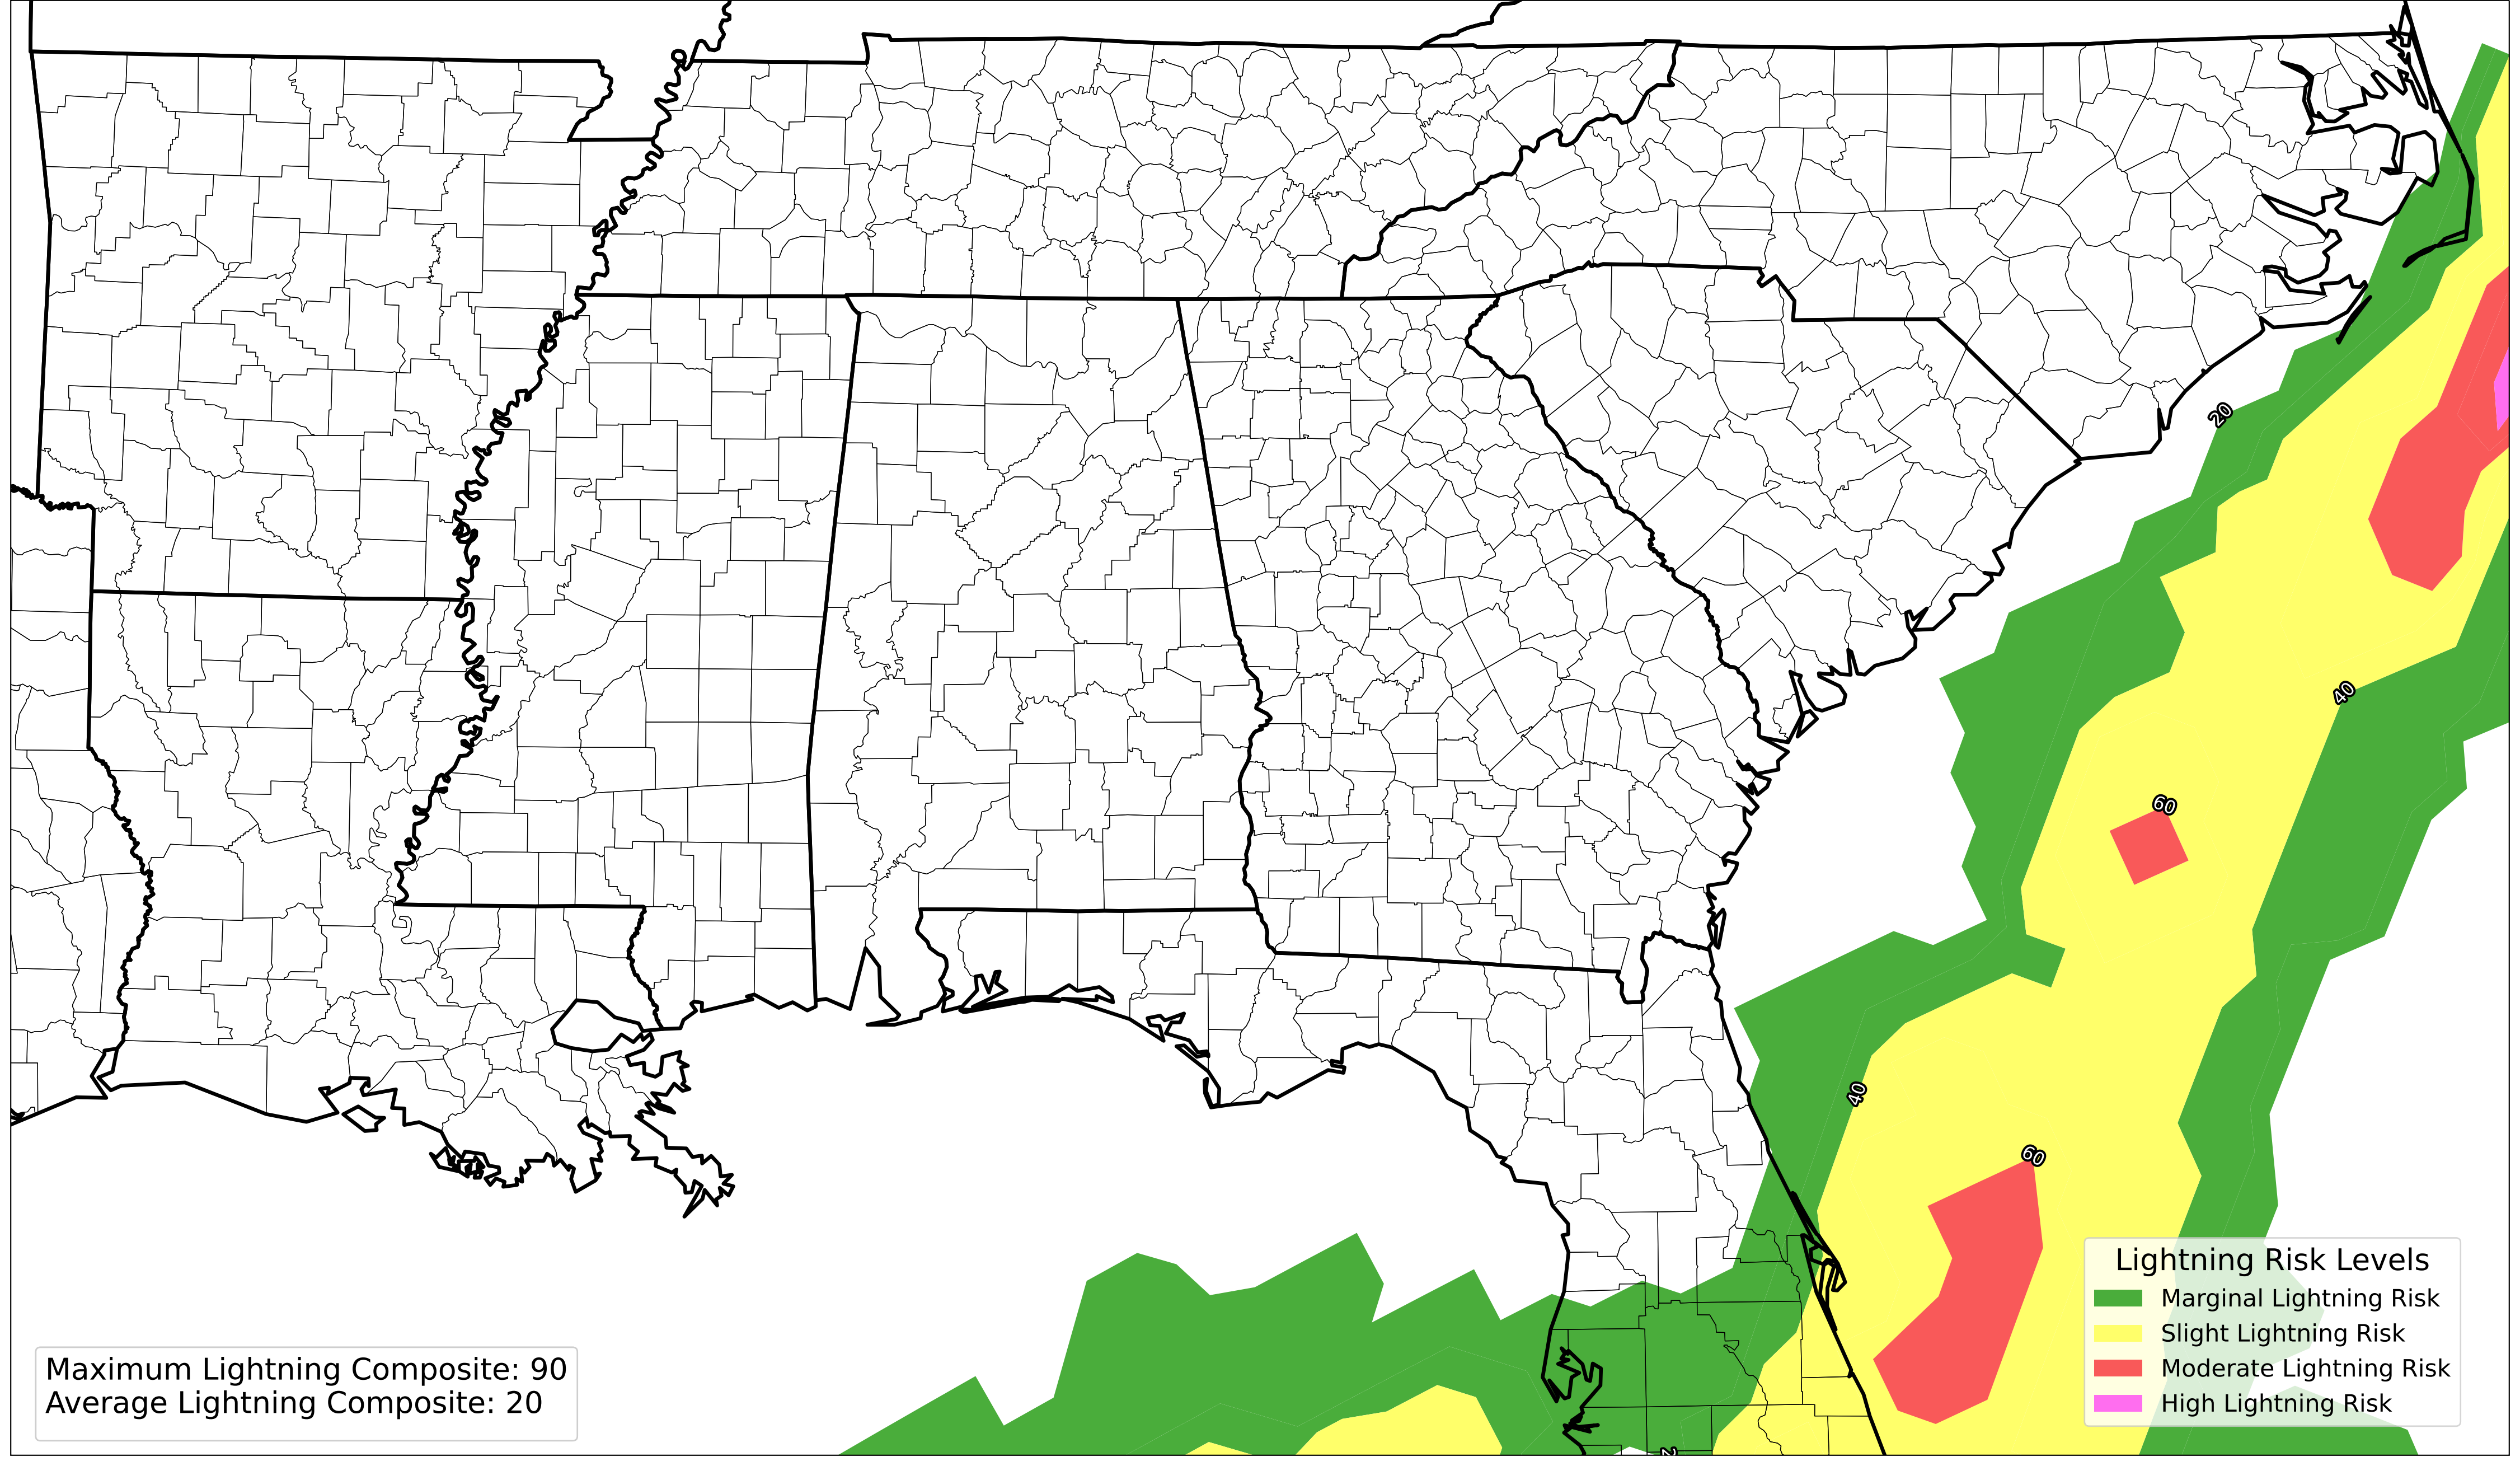 20
40
60
40
60
Lightning Risk Levels
Marginal Lightning Risk
Slight Lightning Risk
Moderate Lightning Risk
High Lightning Risk
Maximum Lightning Composite: 90
Average Lightning Composite: 20